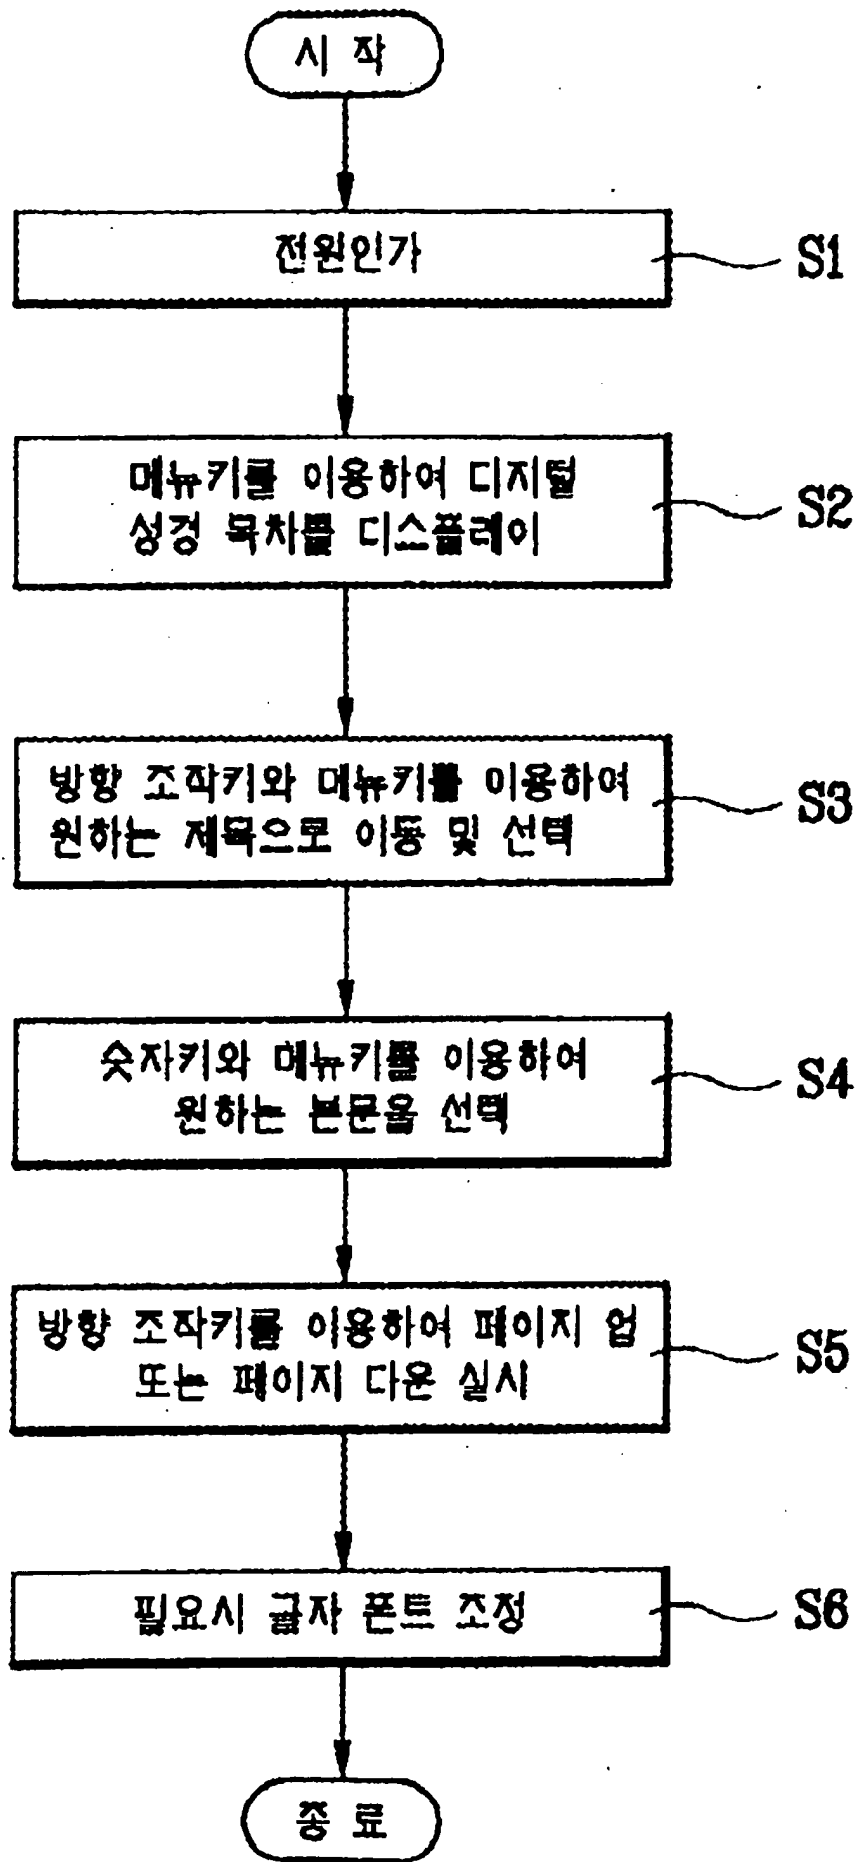 시 작
전원인가
S1
메뉴키를 이용하여 디지털
성경 목차를 디스플레이
S2
방향 조작키와 메뉴키를 이용하여
원하는 제목으로 이동 및 선택
S3
숫자키와 메뉴키를 이용하여
원하는 본문을 선택
S4
방향 조작키를 이용하여 페이지 업
또는 페이지 다운 실시
S5
필요시 글자 폰트 조정
S6
종 료